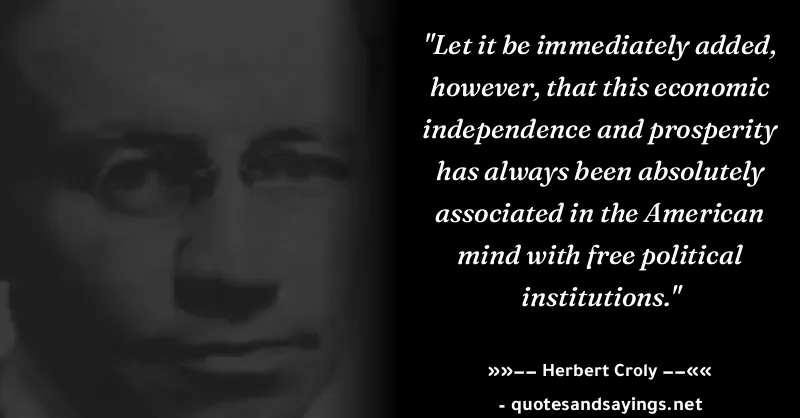 "Let it be immediately added,
however, that this economic
independence and prosperity
has always been absolutely
associated in the American
mind with free political
institutions."
»»–– Herbert Croly ––««
- quotesandsayings.net